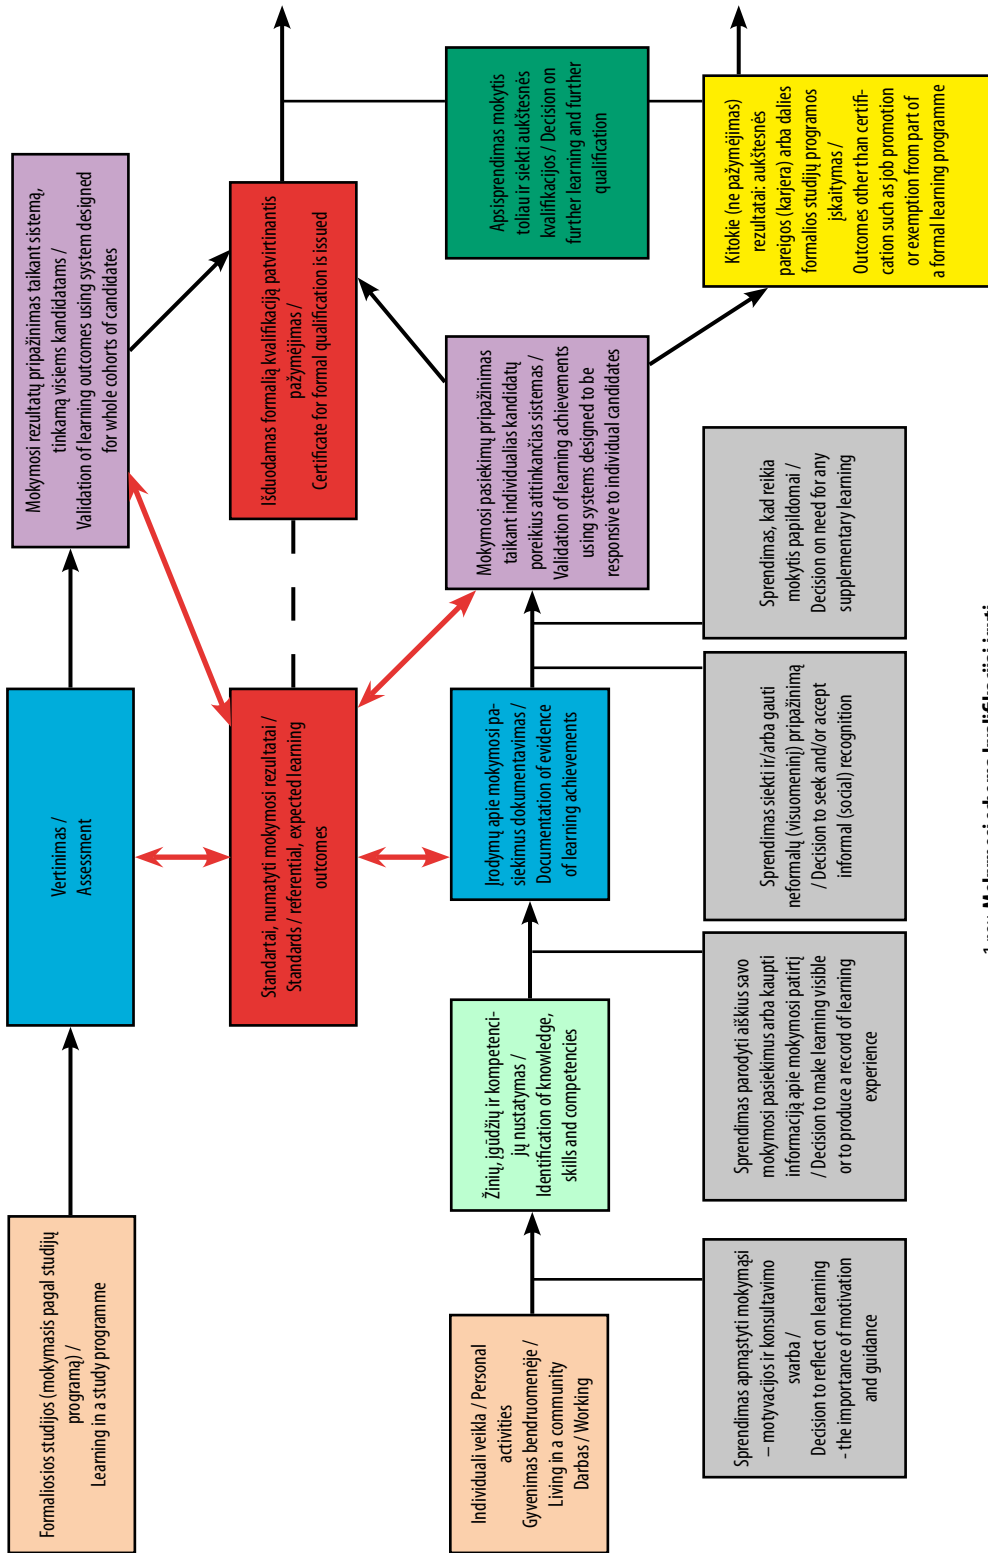 Formaliosios studijos (mokymasis pagal studijų
programą) /
Learning in a study programme
Vertinimas /
Assessment
Mokymosi rezultatų pripažinimas taikant sistemą,
tinkamą visiems kandidatams /
Validation of learning outcomes using system designed
for whole cohorts of candidates
Standartai, numatyti mokymosi rezultatai /
Standards / referential, expected learning
outcomes
Išduodamas formalią kvalifikaciją patvirtinantis
pažymėjimas /
Certificate for formal qualification is issued
Individuali veikla / Personal
activities
Gyvenimas bendruomenėje /
Living in a community
Darbas / Working
Žinių, įgūdžių ir kompetenci-
jų nustatymas /
Identification of knowledge,
skills and competencies
Įrodymų apie mokymosi pa-
siekimus dokumentavimas /
Documentation of evidence
of learning achievements
Mokymosi pasiekimų pripažinimas
taikant individualias kandidatų
poreikius atitinkančias sistemas /
Validation of learning achievements
using systems designed to be
responsive to individual candidates
Apsisprendimas mokytis
toliau ir siekti aukštesnės
kvalifikacijos / Decision on
further learning and further
qualification
Sprendimas apmąstyti mokymąsi
– motyvacijos ir konsultavimo
svarba /
Decision to reflect on learning
- the importance of motivation
and guidance
Sprendimas parodyti aiškius savo
mokymosi pasiekimus arba kaupti
informaciją apie mokymosi patirtį
/ Decision to make learning visible
or to produce a record of learning
experience
Sprendimas siekti ir/arba gauti
neformalų (visuomeninį) pripažinimą
/ Decision to seek and/or accept
informal (social) recognition
Sprendimas, kad reikia
mokytis papildomai /
Decision on need for any
supplementary learning
Kitokie (ne pažymėjimas)
rezultatai: aukštesnės
pareigos (karjera) arba dalies
formalios studijų programos
įskaitymas /
Outcomes other than certifi-
cation such as job promotion
or exemption from part of
a formal learning programme